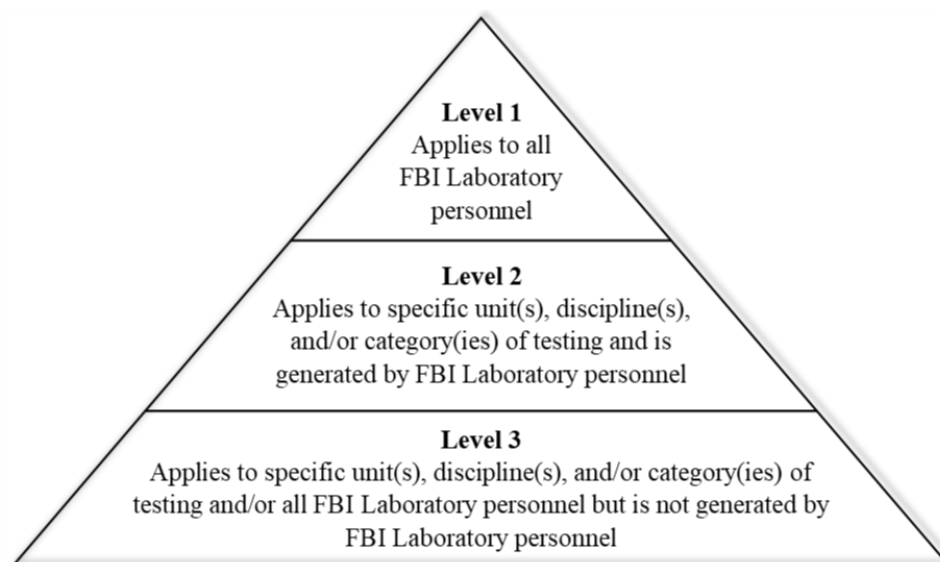 Level 1
Applies to all
FBI Laboratory
personnel
Level 2
Applies to specific unit(s), discipline(s),
and/or category(ies) of testing and is
generated by FBI Laboratory personnel
Level 3
Applies to specific unit(s), discipline(s), and/or category(ies) of
testing and/or all FBI Laboratory personnel but is not generated by
FBI Laboratory personnel